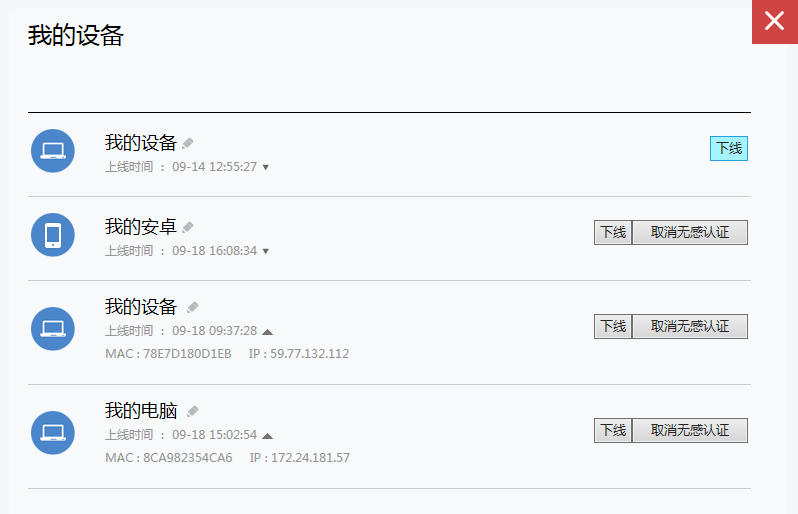 我的设备
我的设备
上线时间 : 09-14 12:55:27
下线
我的安卓
上线时间 : 09-18 16:08:34
下线 取消无感认证
我的设备
上线时间 : 09-18 09:37:28
MAC : 78E7D180D1EB IP : 59.77.132.112
下线 取消无感认证
我的电脑
上线时间 : 09-18 15:02:54
MAC : 8CA982354CA6 IP : 172.24.181.57
下线 取消无感认证